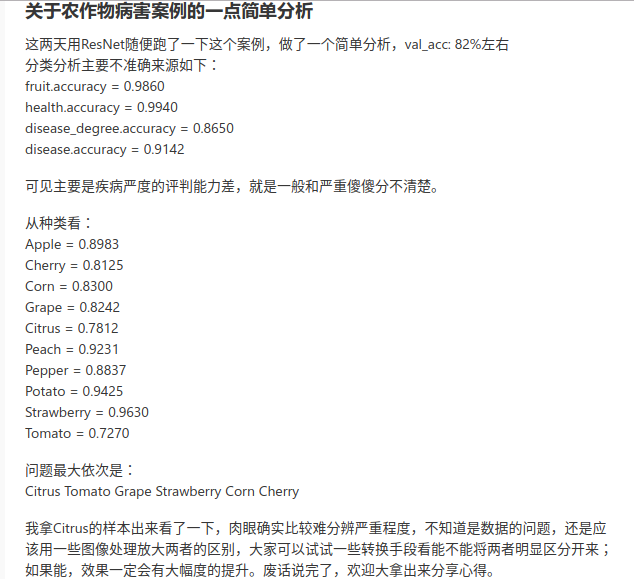 关于农作物病害案例的一点简单分析
这两天用ResNet随便跑了一下这个案例，做了一个简单分析，val_acc: 82%左右
分类分析主要不准确来源如下：
fruit.accuracy = 0.9860
health.accuracy = 0.9940
disease_degree.accuracy = 0.8650
disease.accuracy = 0.9142
可见主要是疾病严度的评判能力差，就是一般和严重傻傻分不清楚。
从种类看：
Apple = 0.8983
Cherry = 0.8125
Corn = 0.8300
Grape = 0.8242
Citrus = 0.7812
Peach = 0.9231
Pepper = 0.8837
Potato = 0.9425
Strawberry = 0.9630
Tomato = 0.7270
问题最大依次是：
Citrus Tomato Grape Strawberry Corn Cherry
我拿Citrus的样本出来看了一下，肉眼确实比较难分辨严重程度，不知道是数据的问题，还是应
该用一些图像处理放大两者的区别，大家可以试试一些转换手段看能不能将两者明显区分开来；
如果能，效果一定会有大幅度的提升。废话说完了，欢迎大拿出来分享心得。